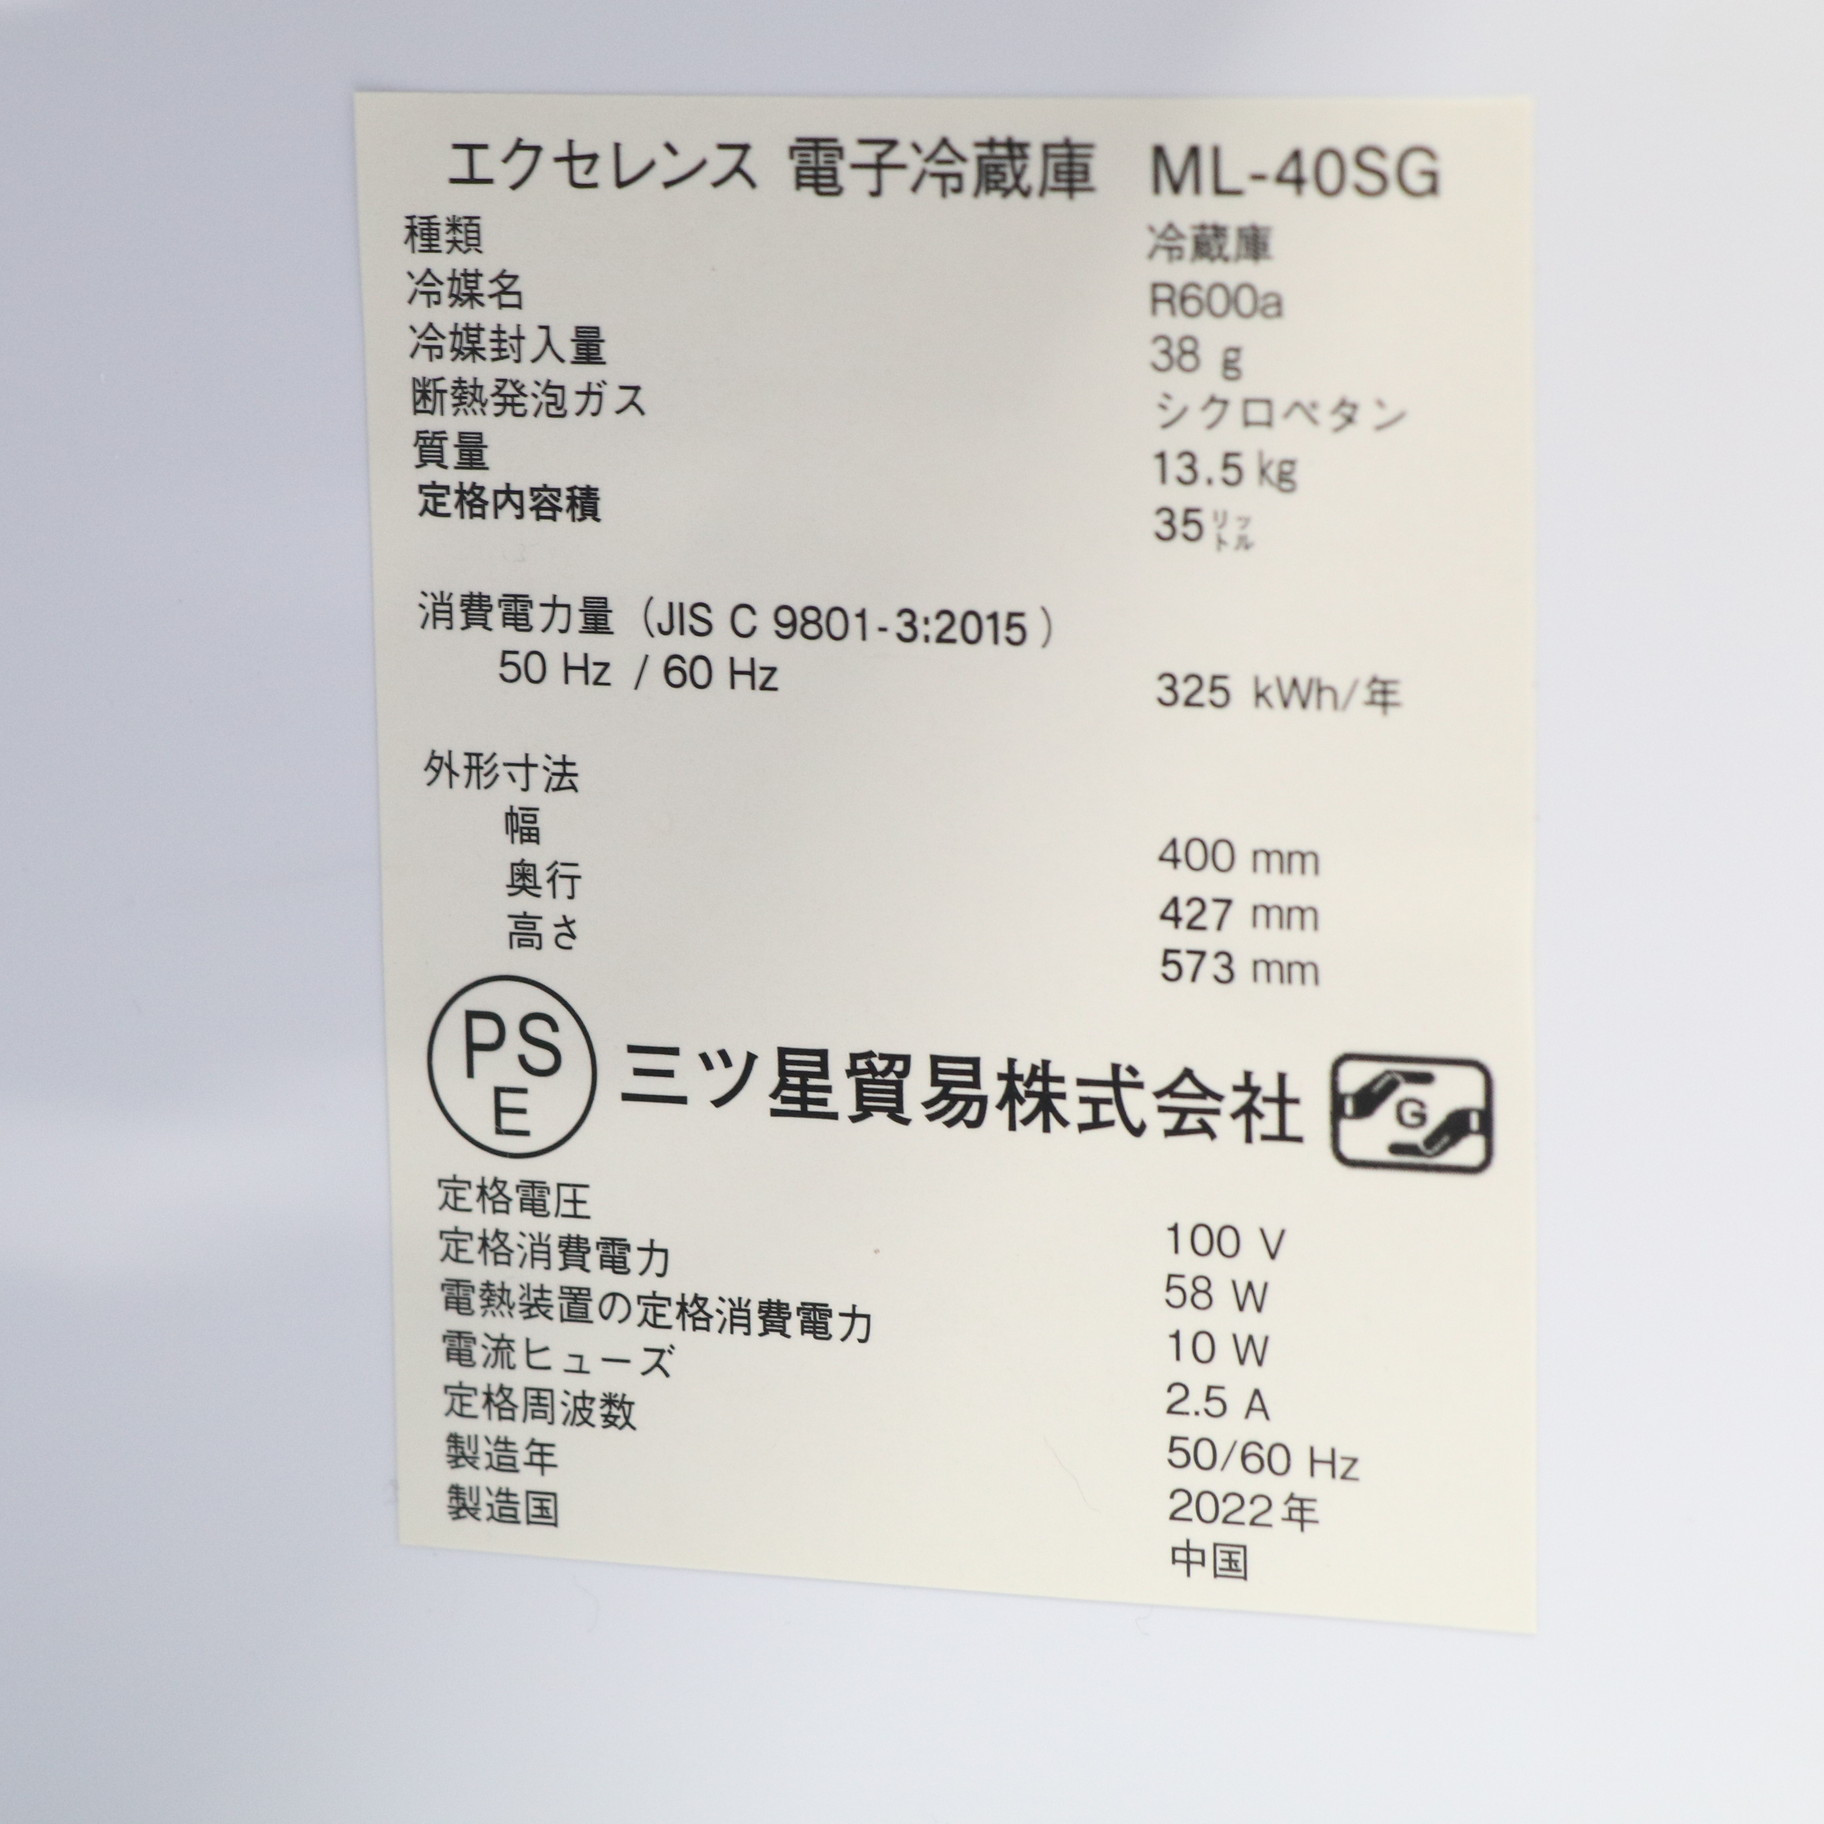 エクセレンス 電子冷蔵庫 ML-40SG
種類 冷蔵庫
冷媒名 R600a
冷媒封入量 38 g
断熱発泡ガス シクロペタン
質量 13.5 kg
定格内容積 35リットル
消費電力量（JIS C 9801-3:2015）
50 Hz / 60 Hz 325 kWh/年
外形寸法
幅 400 mm
奥行 427 mm
高さ 573 mm
PS
E
三ツ星貿易株式会社 G
定格電圧 100 V
定格消費電力 58 W
電熱装置の定格消費電力 10 W
電流ヒューズ 2.5 A
定格周波数 50/60 Hz
製造年 2022年
製造国 中国